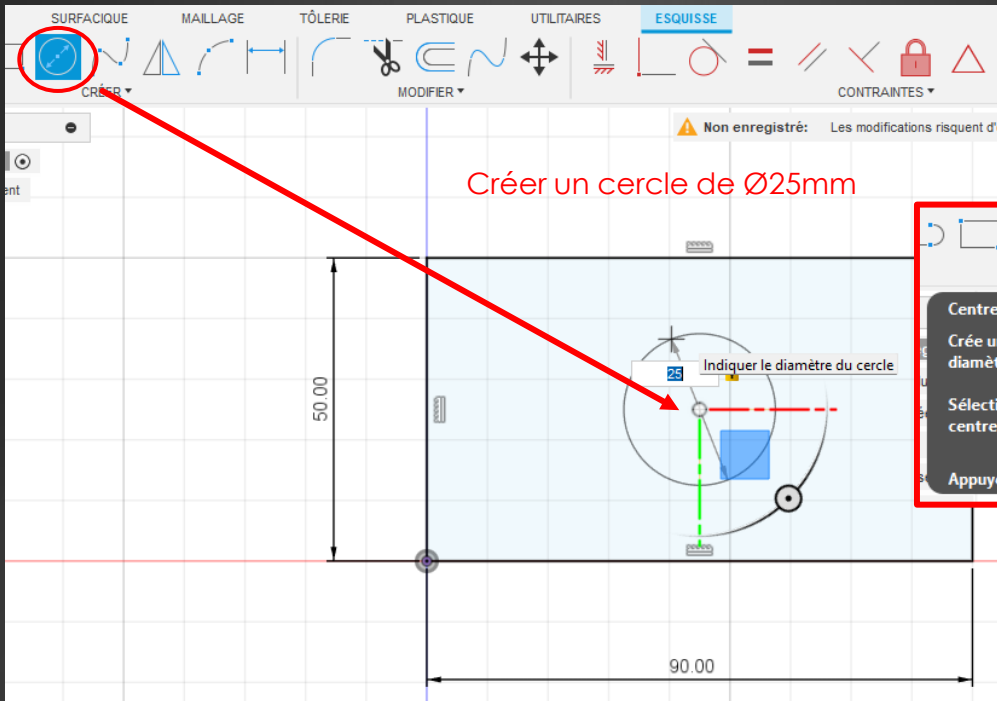 SURFACIQUE MAILLAGE TÔLERIE PLASTIQUE UTILITAIRES ESQUISSE
CRÉER MODIFIER CONTRAINTES
Non enregistré: Les modifications risquent d'
ent
Créer un cercle de Ø25mm
Centre
Crée u
diamèt
Sélecti
centre
Appuye
Indiquer le diamètre du cercle
25
50.00
90.00